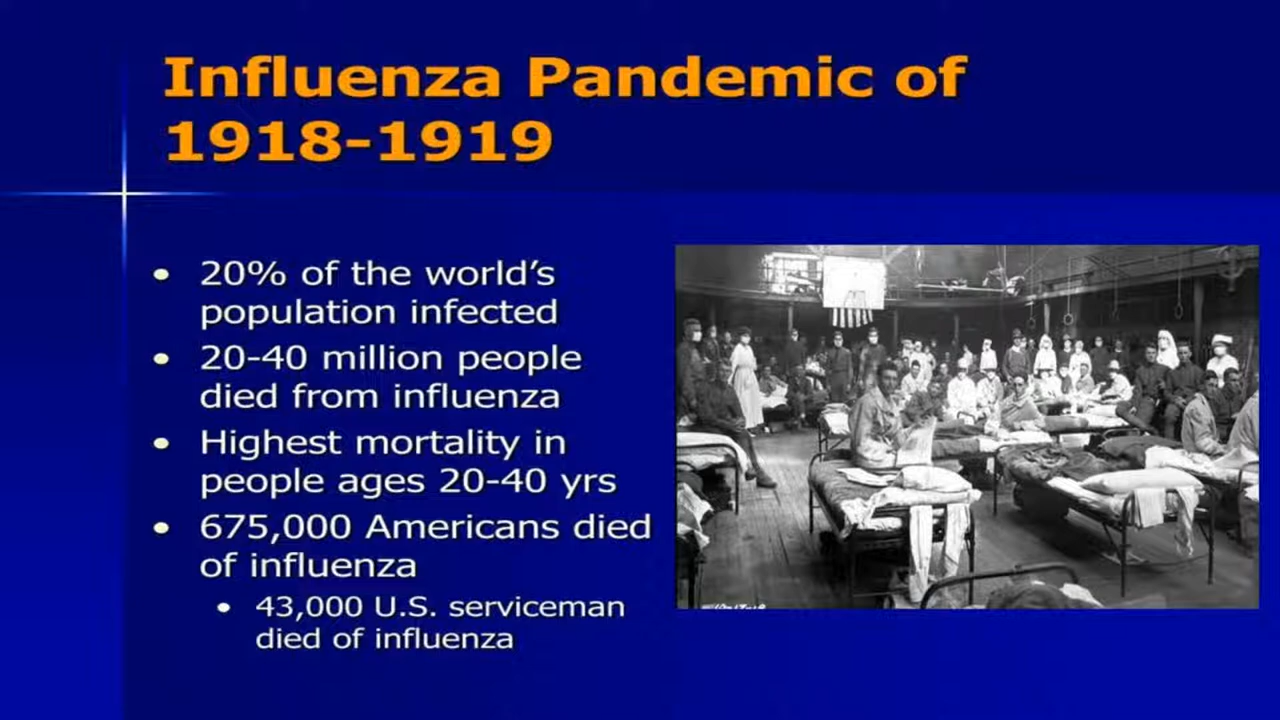 Influenza Pandemic of
1918-1919
• 20% of the world's
population infected
• 20-40 million people
died from influenza
• Highest mortality in
people ages 20-40 yrs
• 675,000 Americans died
of influenza
• 43,000 U.S. serviceman
died of influenza